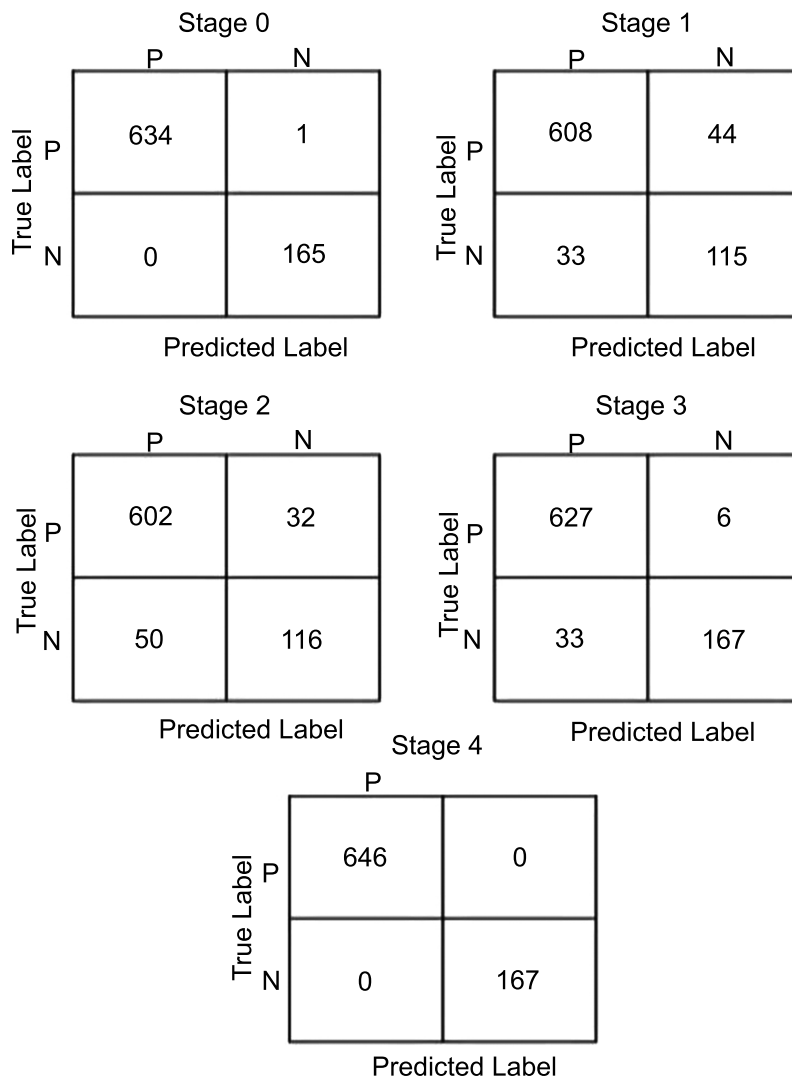 Stage 0
P N
True Label
P 634 1
N 0 165
Predicted Label
Stage 1
P N
True Label
P 608 44
N 33 115
Predicted Label
Stage 2
P N
True Label
P 602 32
N 50 116
Predicted Label
Stage 3
P N
True Label
P 627 6
N 33 167
Predicted Label
Stage 4
P
True Label
P 646 0
N 0 167
Predicted Label